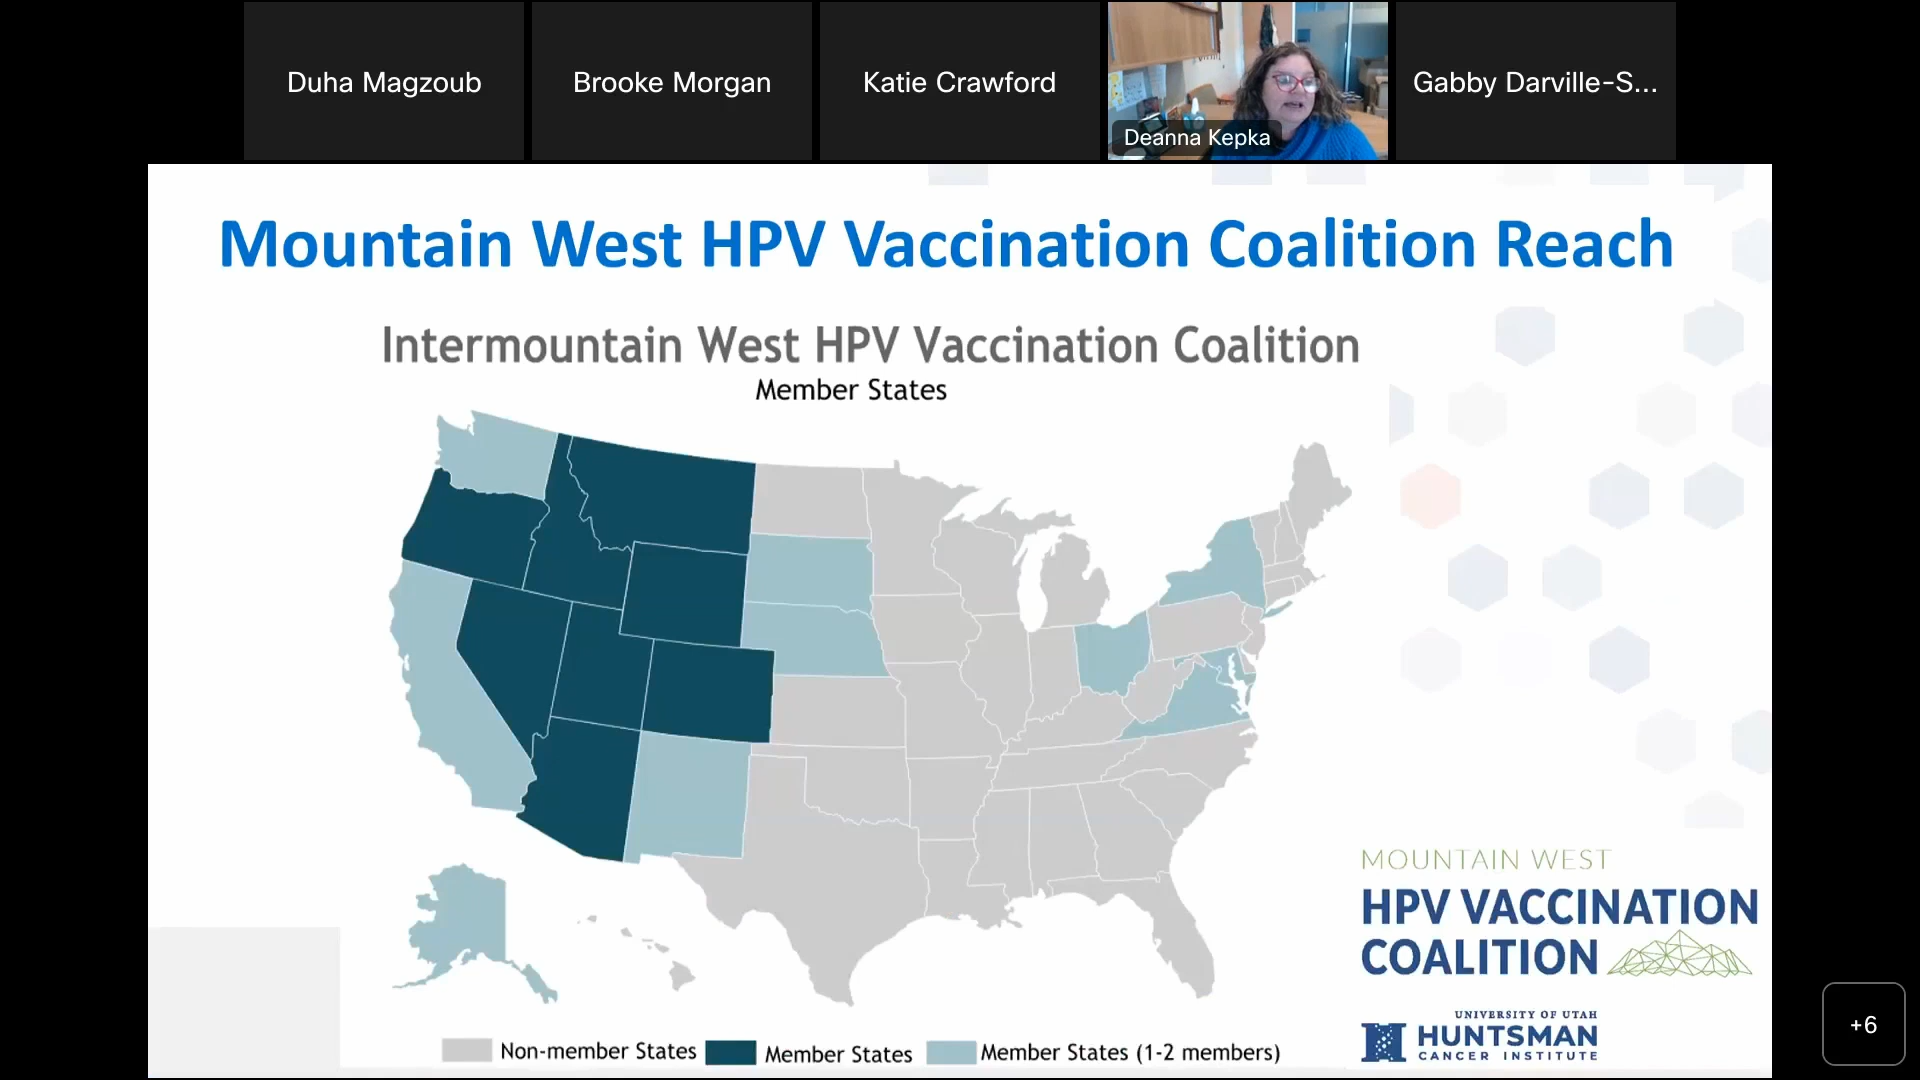 Duha Magzoub
Brooke Morgan
Katie Crawford
Deanna Kepka
Gabby Darville-S...
Mountain West HPV Vaccination Coalition Reach
Intermountain West HPV Vaccination Coalition
Member States
Non-member States
Member States
Member States (1-2 members)
MOUNTAIN WEST
HPV VACCINATION
COALITION
UNIVERSITY OF UTAH
HUNTSMAN
CANCER INSTITUTE
+6